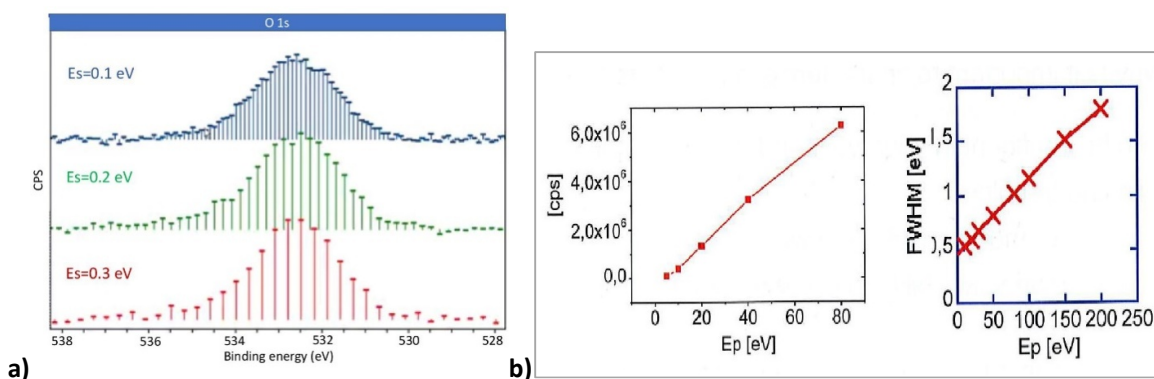 O 1s
Es=0.1 eV
Es=0.2 eV
Es=0.3 eV
CPS
538 536 534 532 530 528
Binding energy (eV)
a)
6,0x10⁶
4,0x10⁶
2,0x10⁶
0,0
[cps]
0 20 40 60 80
Ep [eV]
2
1,5
1
0,5
0
FWHM [eV]
0 50 100 150 200 250
Ep [eV]
b)